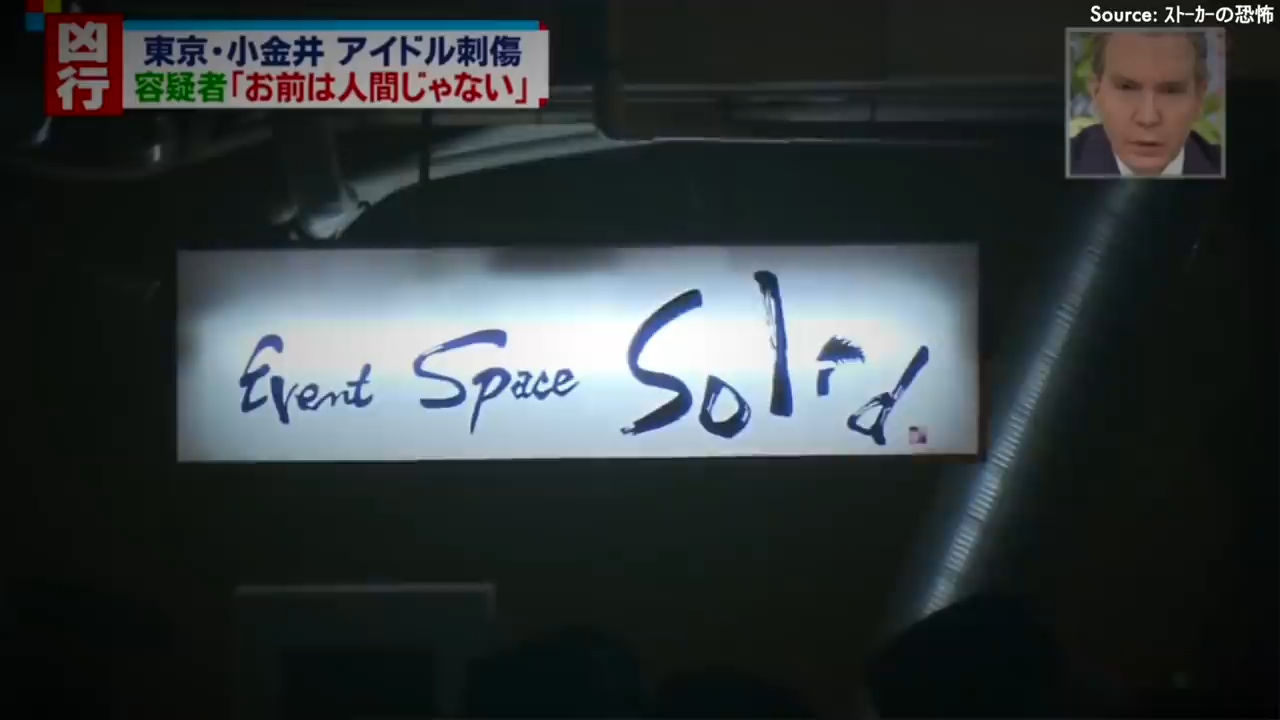 Source: ｽﾄｰｶｰの恐怖
凶行
東京・小金井 アイドル刺傷
容疑者「お前は人間じゃない」
Event Space Solid